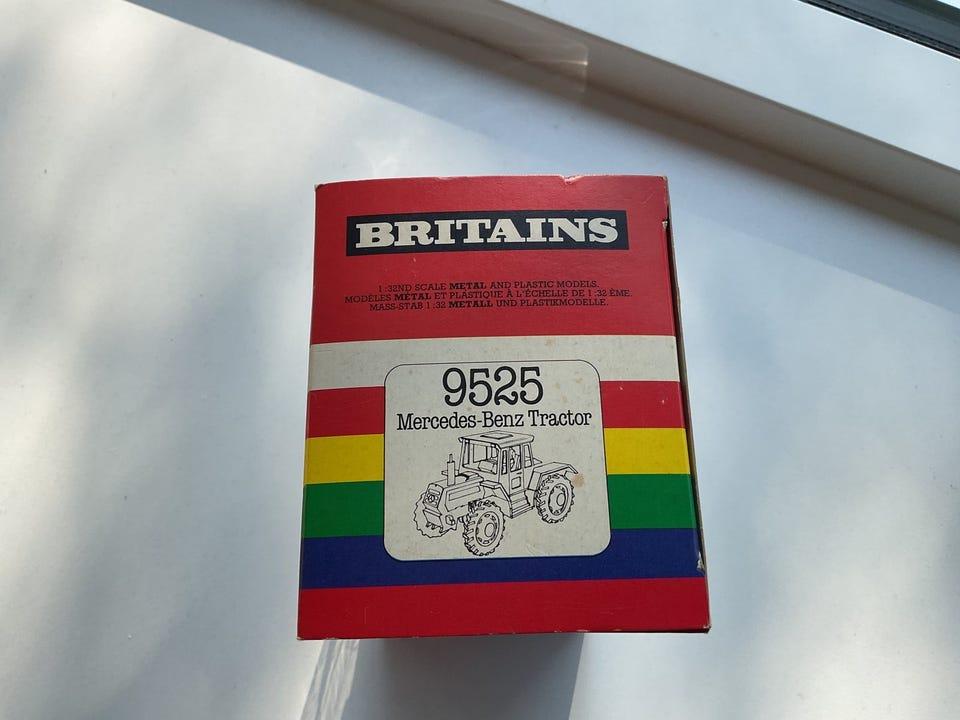 BRITAINS
1:32ND SCALE METAL AND PLASTIC MODELS.
MODÈLES MÉTAL ET PLASTIQUE À L'ÉCHELLE DE 1:32 ÈME.
MASS-STAB 1:32 METALL UND PLASTIKMODELLE.
9525
Mercedes-Benz Tractor